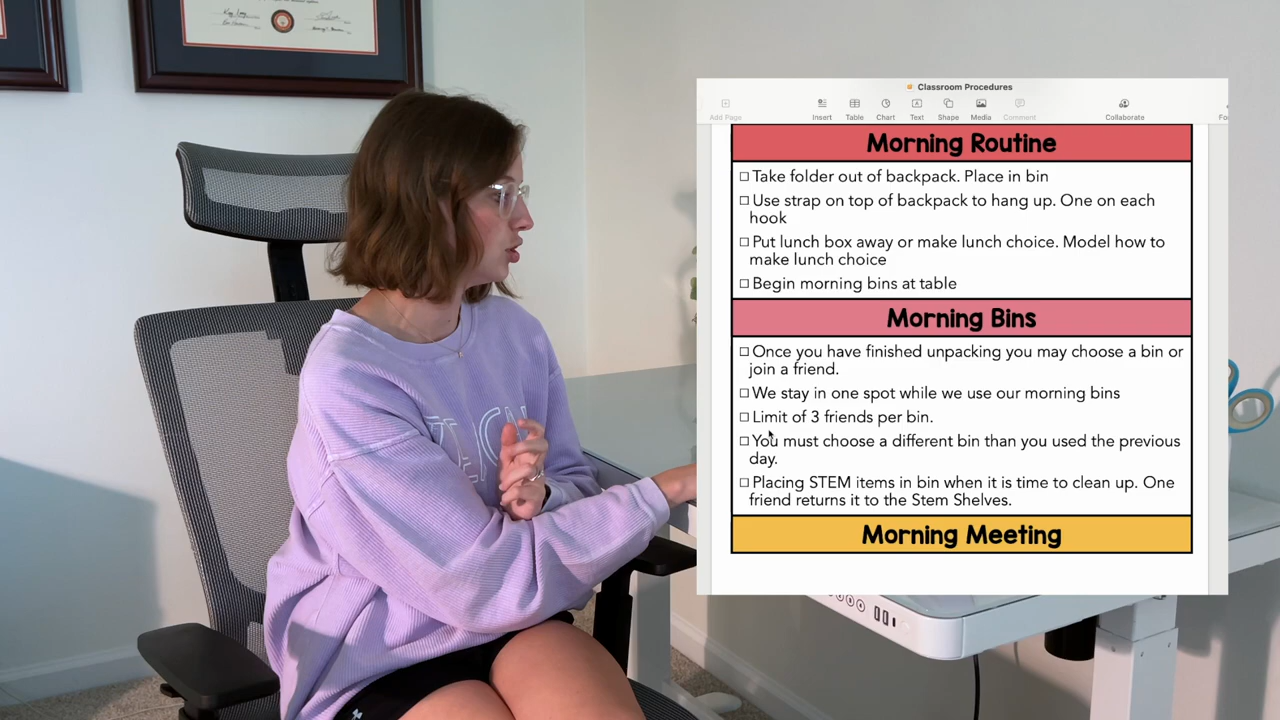 Classroom Procedures
Add Page
Insert
Table
Chart
Text
Shape
Media
Comment
Collaborate
Morning Routine
Take folder out of backpack. Place in bin
Use strap on top of backpack to hang up. One on each
hook
Put lunch box away or make lunch choice. Model how to
make lunch choice
Begin morning bins at table
Morning Bins
Once you have finished unpacking you may choose a bin or
join a friend.
We stay in one spot while we use our morning bins
Limit of 3 friends per bin.
You must choose a different bin than you used the previous
day.
Placing STEM items in bin when it is time to clean up. One
friend returns it to the Stem Shelves.
Morning Meeting